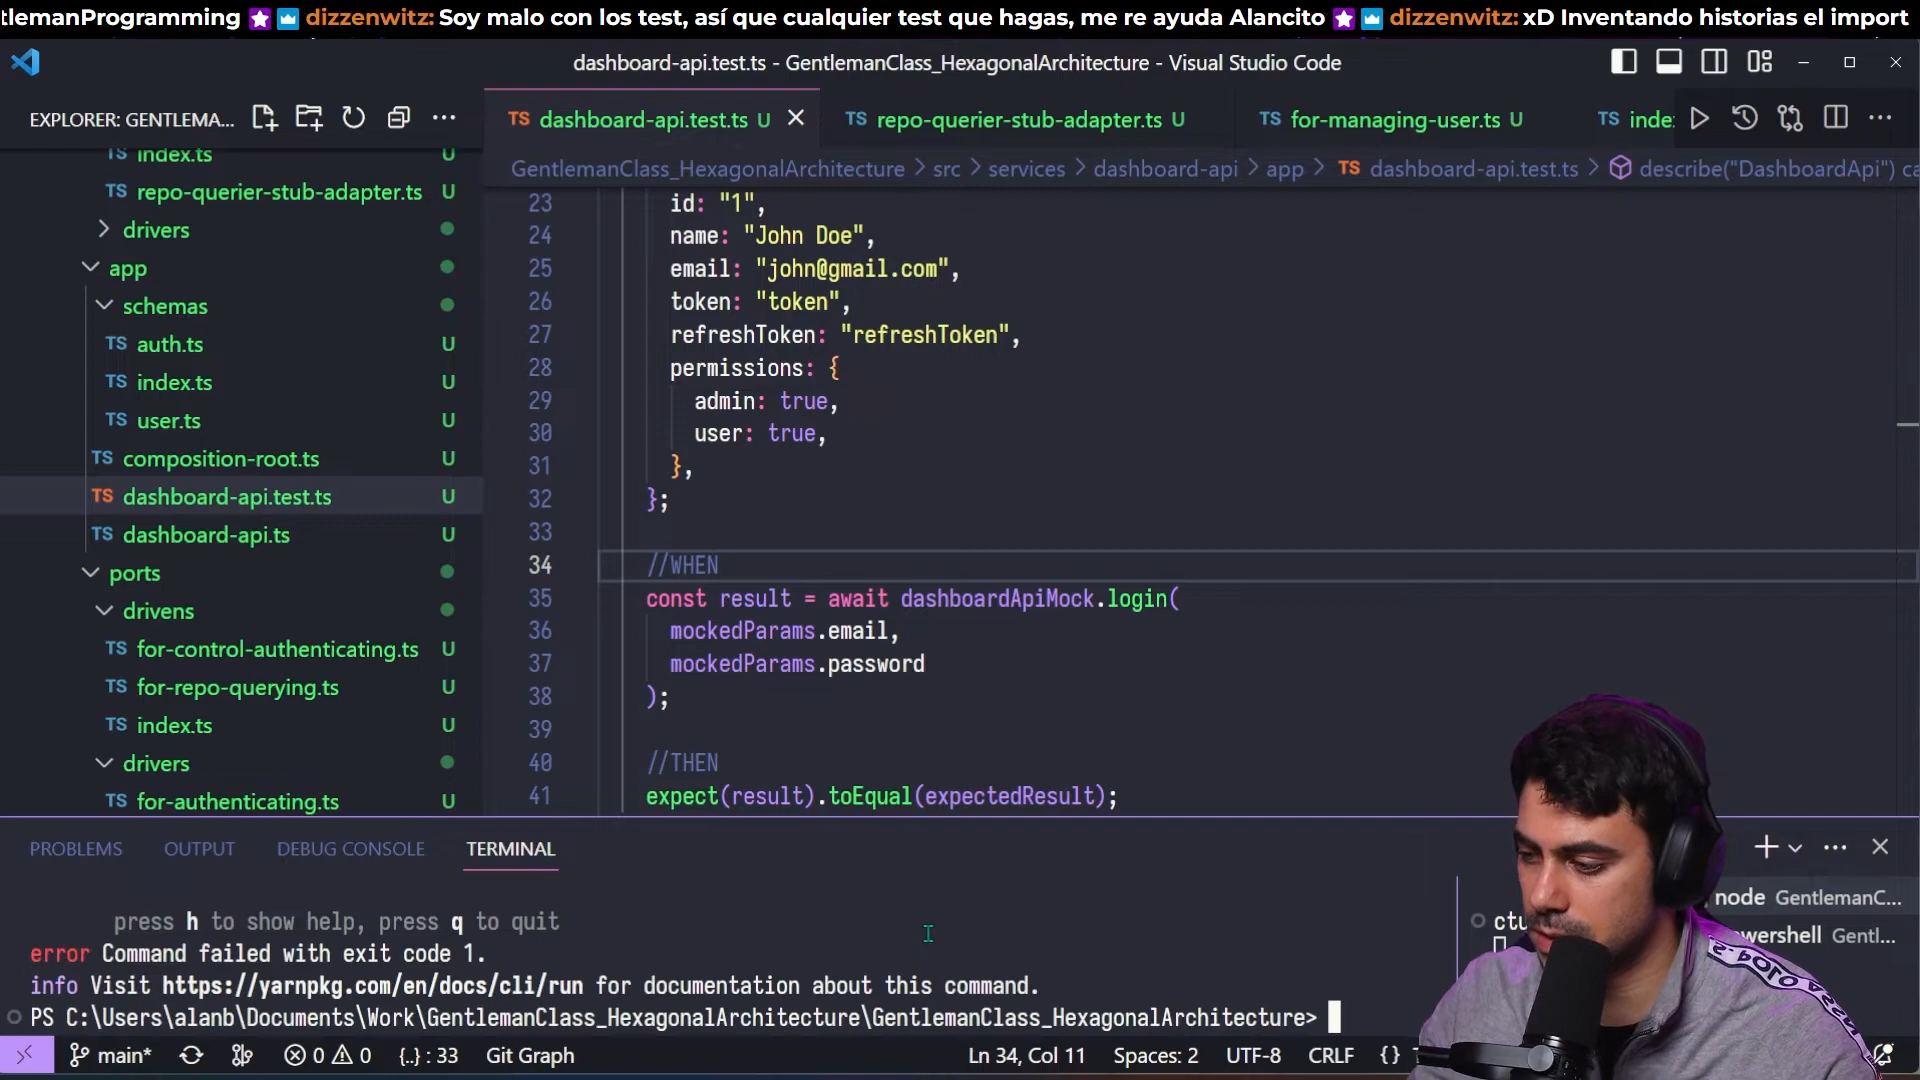 lemanProgramming dizzenwitz: Soy malo con los test, así que cualquier test que hagas, me re ayuda Alancito dizzenwitz: xD Inventando historias el import
dashboard-api.test.ts - GentlemanClass_HexagonalArchitecture - Visual Studio Code
EXPLORER: GENTLEMA...
TS dashboard-api.test.ts U
TS repo-querier-stub-adapter.ts U
TS for-managing-user.ts U
TS inde
GentlemanClass_HexagonalArchitecture > src > services > dashboard-api > app > TS dashboard-api.test.ts > describe("DashboardApi") ca
TS index.ts U
TS repo-querier-stub-adapter.ts U
drivers
app
schemas
TS auth.ts U
TS index.ts U
TS user.ts U
TS composition-root.ts U
TS dashboard-api.test.ts U
TS dashboard-api.ts U
ports
drivens
TS for-control-authenticating.ts U
TS for-repo-querying.ts U
TS index.ts U
drivers
TS for-authenticating.ts U
23 id: "1",
24 name: "John Doe",
25 email: "john@gmail.com",
26 token: "token",
27 refreshToken: "refreshToken",
28 permissions: {
29 admin: true,
30 user: true,
31 },
32 };
33
34 //WHEN
35 const result = await dashboardApiMock.login(
36 mockedParams.email,
37 mockedParams.password
38 );
39
40 //THEN
41 expect(result).toEqual(expectedResult);
PROBLEMS OUTPUT DEBUG CONSOLE TERMINAL
press h to show help, press q to quit
error Command failed with exit code 1.
info Visit https://yarnpkg.com/en/docs/cli/run for documentation about this command.
PS C:\Users\alanb\Documents\Work\GentlemanClass_HexagonalArchitecture\GentlemanClass_HexagonalArchitecture>
ctu
node GentlemanC...
owershell Gentl...
main* 0 0 {..} : 33 Git Graph
Ln 34, Col 11 Spaces: 2 UTF-8 CRLF {}